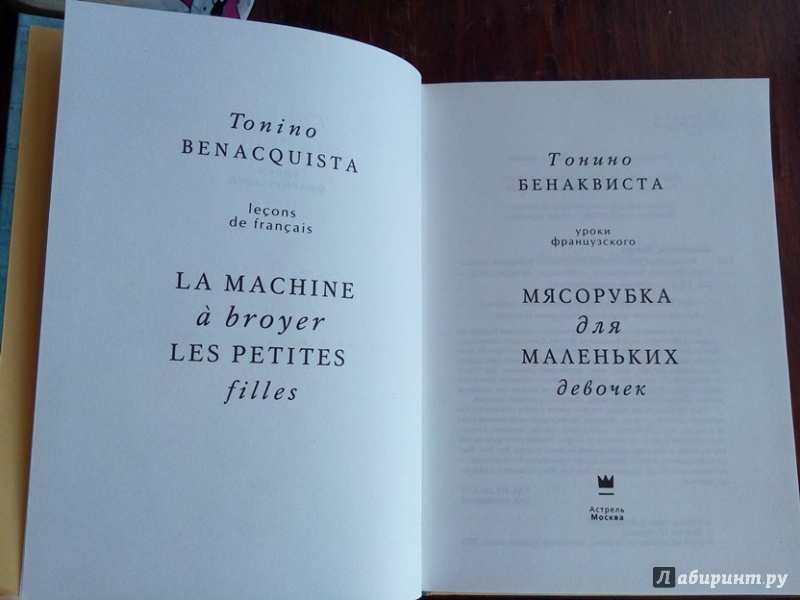 Tonino
BENACQUISTA
leçons
de français
LA MACHINE
à broyer
LES PETITES
filles
Тонино
БЕНАКВИСТА
уроки
французского
МЯСОРУБКА
для
МАЛЕНЬКИХ
девочек
Астрель
Москва
Лабиринт.ру